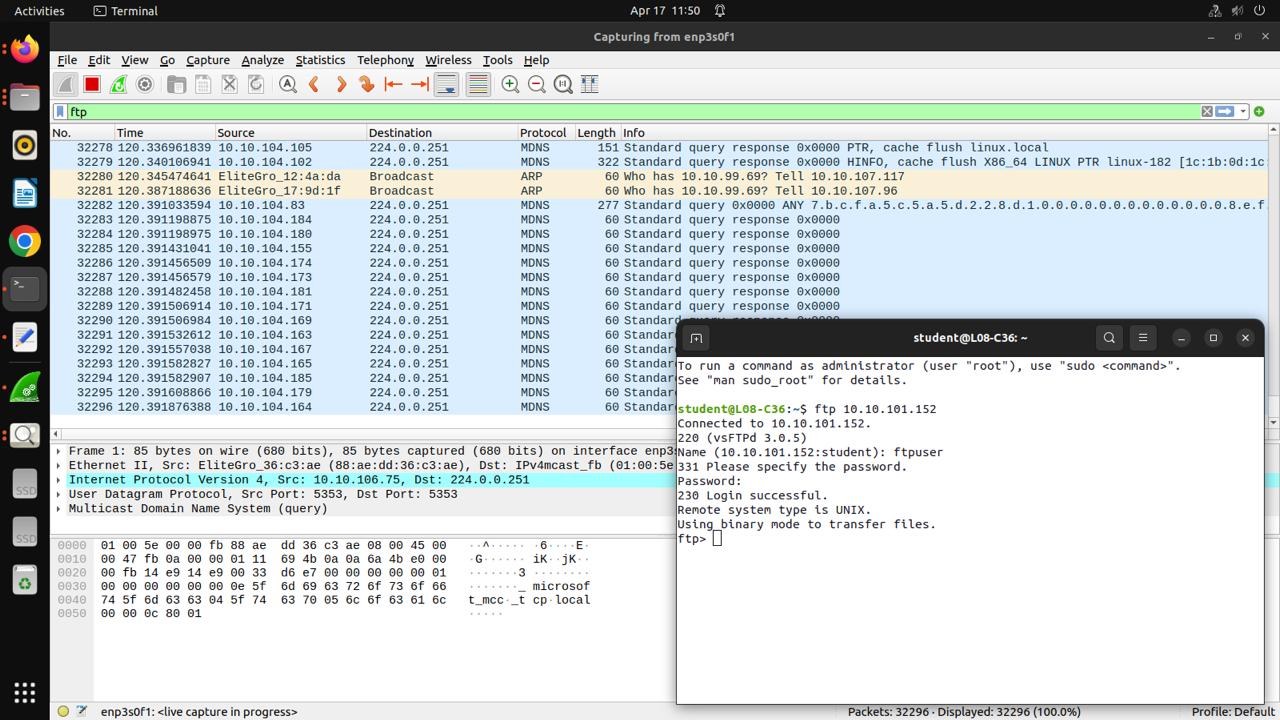 Activities
Terminal
Apr 17 11:50
Capturing from enp3s0f1
File Edit View Go Capture Analyze Statistics Telephony Wireless Tools Help
ftp
No. Time Source Destination Protocol Length Info
32278 120.336961839 10.10.104.105 224.0.0.251 MDNS 151 Standard query response 0x0000 PTR, cache flush linux.local
32279 120.340106941 10.10.104.102 224.0.0.251 MDNS 322 Standard query response 0x0000 HINFO, cache flush X86_64 LINUX PTR linux-182 [1c:1b:0d:1c:
32280 120.345474641 EliteGro_12:4a:da Broadcast ARP 60 Who has 10.10.99.69? Tell 10.10.107.117
32281 120.387188636 EliteGro_17:9d:1f Broadcast ARP 60 Who has 10.10.99.69? Tell 10.10.107.96
32282 120.391033594 10.10.104.83 224.0.0.251 MDNS 277 Standard query 0x0000 ANY 7.b.c.f.a.5.c.5.a.5.d.2.2.8.d.1.0.0.0.0.0.0.0.0.0.0.0.0.0.8.e.f.
32283 120.391198875 10.10.104.184 224.0.0.251 MDNS 60 Standard query response 0x0000
32284 120.391198975 10.10.104.180 224.0.0.251 MDNS 60 Standard query response 0x0000
32285 120.391431041 10.10.104.155 224.0.0.251 MDNS 60 Standard query response 0x0000
32286 120.391456509 10.10.104.174 224.0.0.251 MDNS 60 Standard query response 0x0000
32287 120.391456579 10.10.104.173 224.0.0.251 MDNS 60 Standard query response 0x0000
32288 120.391482458 10.10.104.181 224.0.0.251 MDNS 60 Standard query response 0x0000
32289 120.391506914 10.10.104.171 224.0.0.251 MDNS 60 Standard query response 0x0000
32290 120.391506984 10.10.104.169 224.0.0.251 MDNS 60 Standard query response 0x0000
32291 120.391532612 10.10.104.163 224.0.0.251 MDNS 60 Standard
32292 120.391557038 10.10.104.167 224.0.0.251 MDNS 60 Standard
32293 120.391582797 10.10.104.165 224.0.0.251 MDNS 60 Standard
32294 120.391582907 10.10.104.185 224.0.0.251 MDNS 60 Standard
32295 120.391608866 10.10.104.179 224.0.0.251 MDNS 60 Standard
32296 120.391876388 10.10.104.164 224.0.0.251 MDNS 60 Standard
Frame 1: 85 bytes on wire (680 bits), 85 bytes captured (680 bits) on interface enp3s
Ethernet II, Src: EliteGro_36:c3:ae (88:ae:dd:36:c3:ae), Dst: IPv4mcast_fb (01:00:5e
Internet Protocol Version 4, Src: 10.10.106.75, Dst: 224.0.0.251
User Datagram Protocol, Src Port: 5353, Dst Port: 5353
Multicast Domain Name System (query)
0000 01 00 5e 00 00 fb 88 ae dd 36 c3 ae 08 00 45 00 ··^····· ·6····E·
0010 00 47 fb 0a 00 00 01 11 69 4b 0a 0a 6a 4b e0 00 ·G······ iK··jK··
0020 00 fb 14 e9 14 e9 00 33 d6 e7 00 00 00 00 00 01 ·······3 ········
0030 00 00 00 00 00 00 0e 5f 6d 69 63 72 6f 73 6f 66 ·······_ microsof
0040 74 5f 6d 63 63 04 5f 74 63 70 05 6c 6f 63 61 6c t_mcc·_t cp·local
0050 00 00 0c 80 01 ·····
student@L08-C36: ~
To run a command as administrator (user "root"), use "sudo <command>".
See "man sudo_root" for details.
student@L08-C36:~$ ftp 10.10.101.152
Connected to 10.10.101.152.
220 (vsFTPd 3.0.5)
Name (10.10.101.152:student): ftpuser
331 Please specify the password.
Password:
230 Login successful.
Remote system type is UNIX.
Using binary mode to transfer files.
ftp>
SSD
SSD
enp3s0f1: <live capture in progress>
Packets: 32296 · Displayed: 32296 (100.0%)
Profile: Default